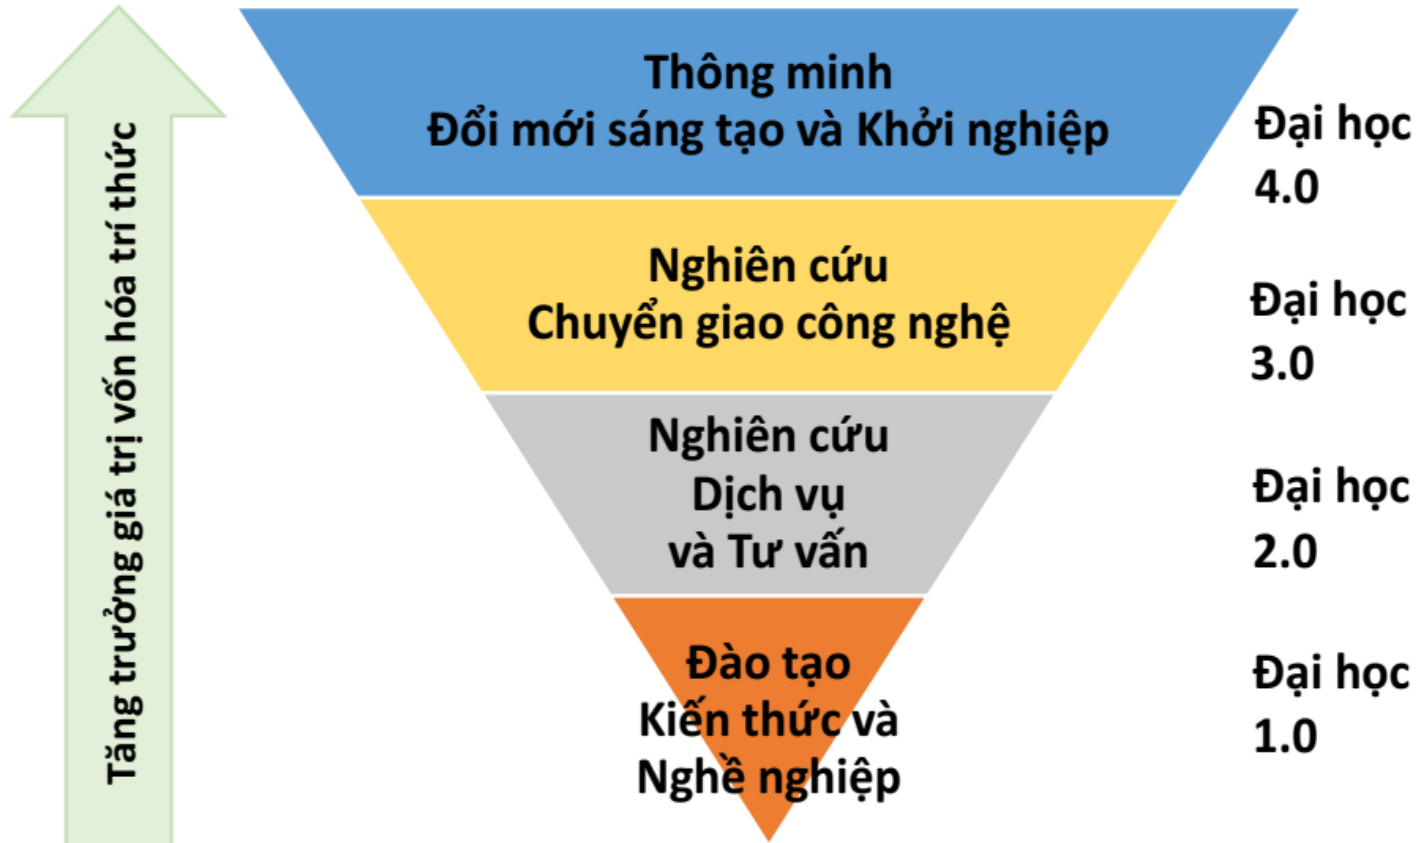 Tăng trưởng giá trị vốn hóa trí thức
Thông minh
Đổi mới sáng tạo và Khởi nghiệp
Đại học
4.0
Nghiên cứu
Chuyển giao công nghệ
Đại học
3.0
Nghiên cứu
Dịch vụ
và Tư vấn
Đại học
2.0
Đào tạo
Kiến thức và
Nghề nghiệp
Đại học
1.0